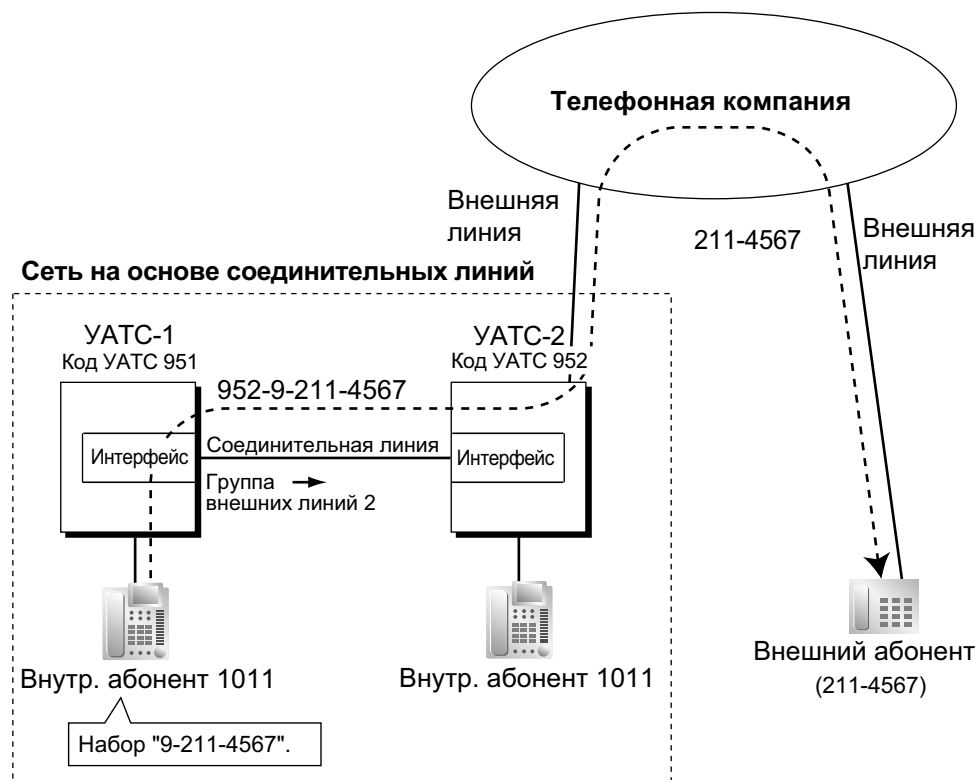 Телефонная компания
Внешняя
линия
211-4567
Внешняя
линия
Сеть на основе соединительных линий
УАТС-1
Код УАТС 951
УАТС-2
Код УАТС 952
952-9-211-4567
Интерфейс
Соединительная линия
Интерфейс
Группа
внешних линий 2
Внутр. абонент 1011
Внутр. абонент 1011
Внешний абонент
(211-4567)
Набор "9-211-4567".